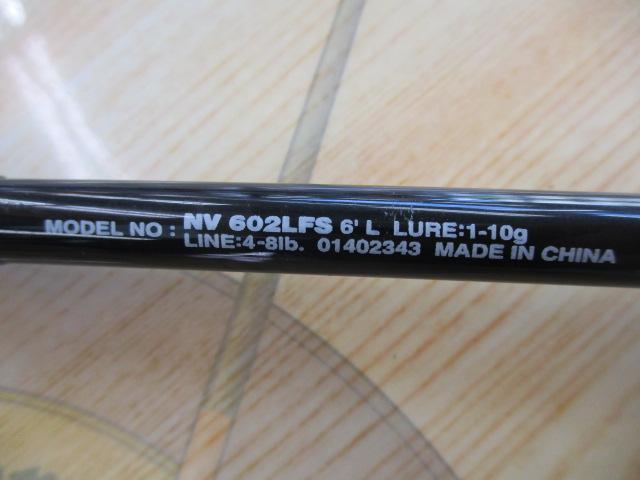 MODEL NO : NV 602LFS 6' L LURE:1-10g
LINE:4-8lb. 01402343 MADE IN CHINA